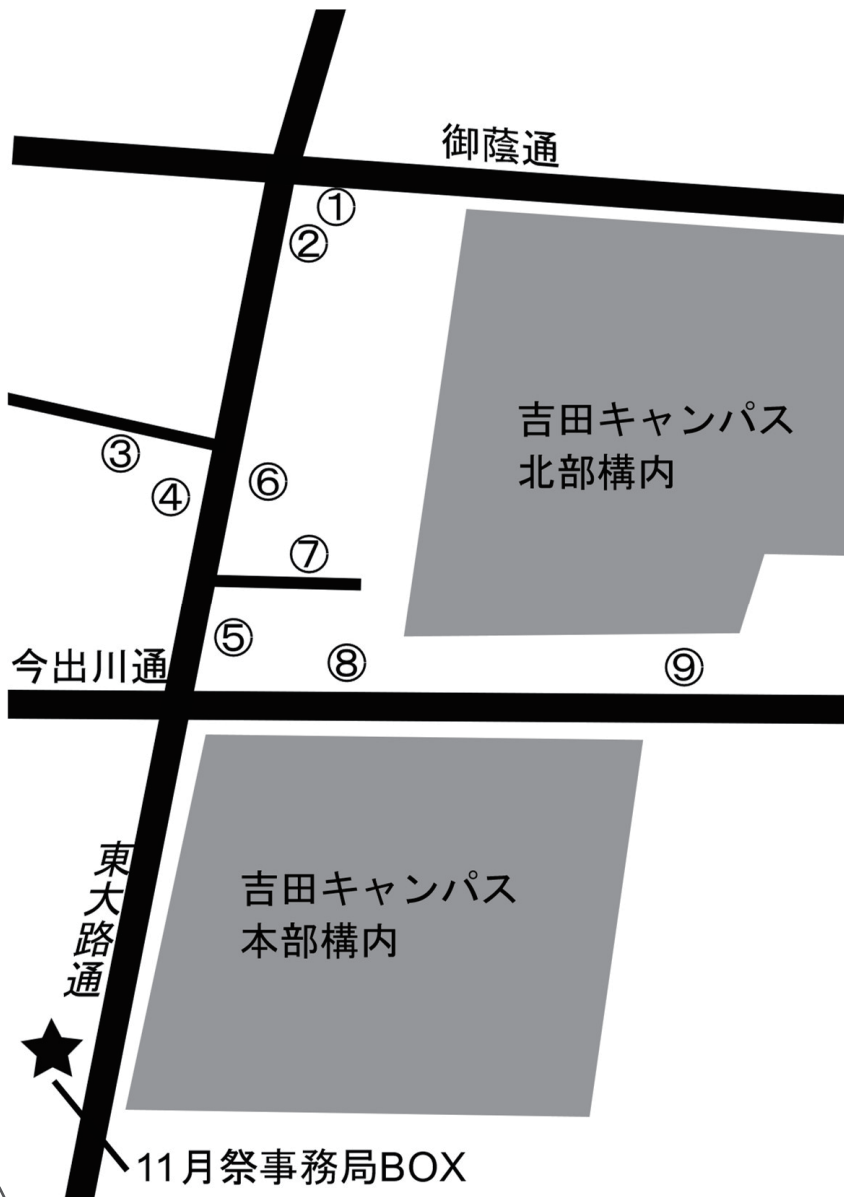 御蔭通
①
②
吉田キャンパス
北部構内
③
④
⑥
⑦
⑤
⑧
⑨
今出川通
東大路通
吉田キャンパス
本部構内
11月祭事務局BOX